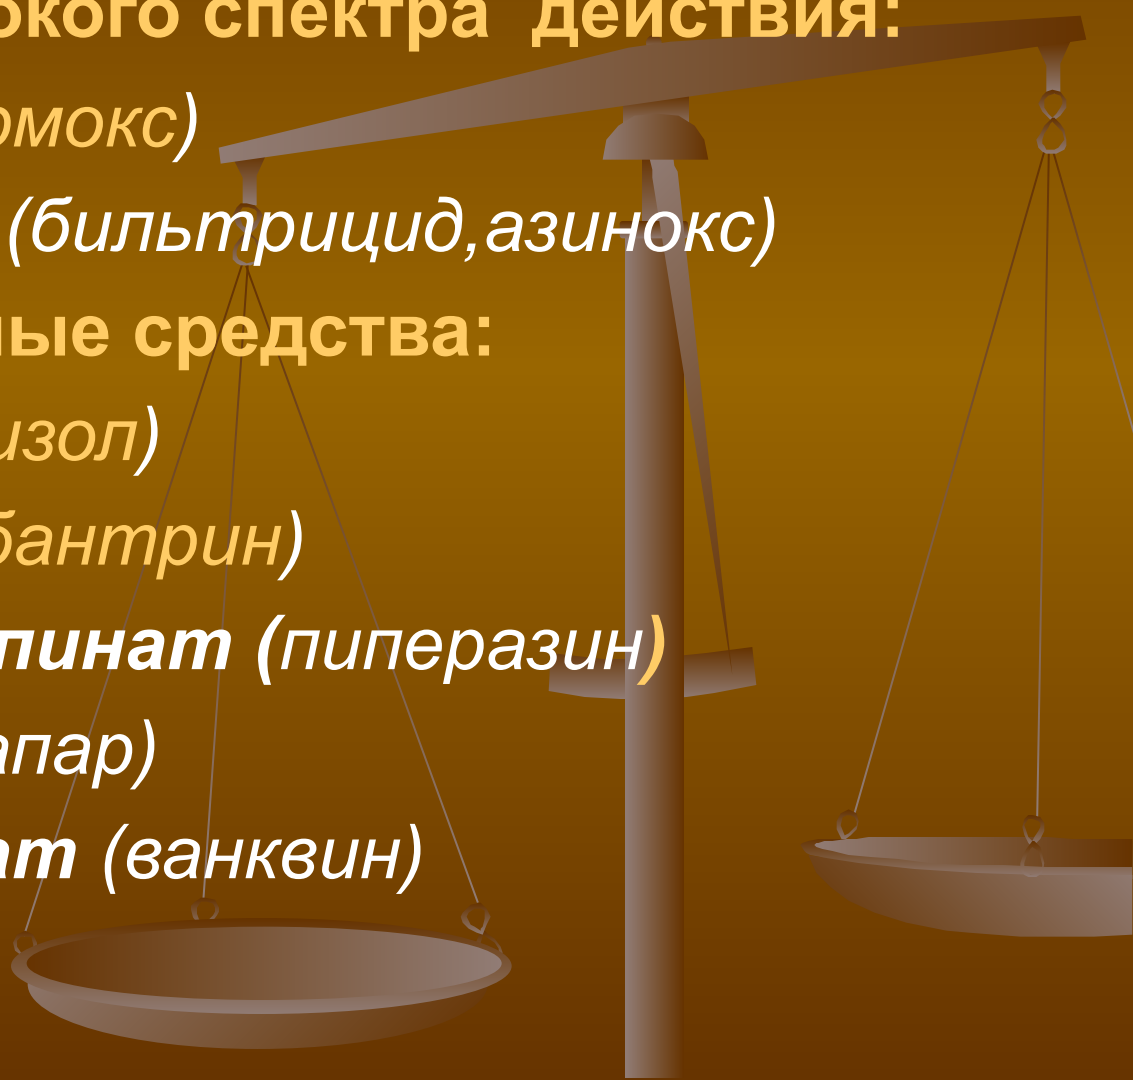 окого спектра действия:
омокс)
(бильтрицид,азинокс)
ные средства:
изол)
бантрин)
пинат (пиперазин)
апар)
ат (ванквин)